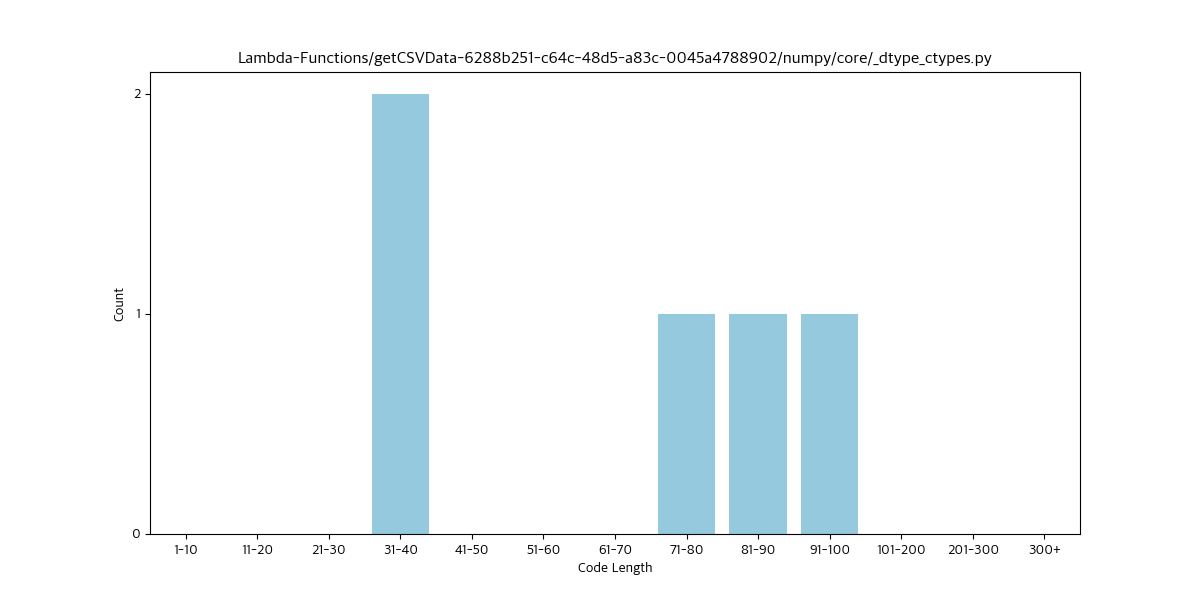 Lambda-Functions/getCSVData-6288b251-c64c-48d5-a83c-0045a4788902/numpy/core/_dtype_ctypes.py
2
1
0
Count
1-10 11-20 21-30 31-40 41-50 51-60 61-70 71-80 81-90 91-100 101-200 201-300 300+
Code Length